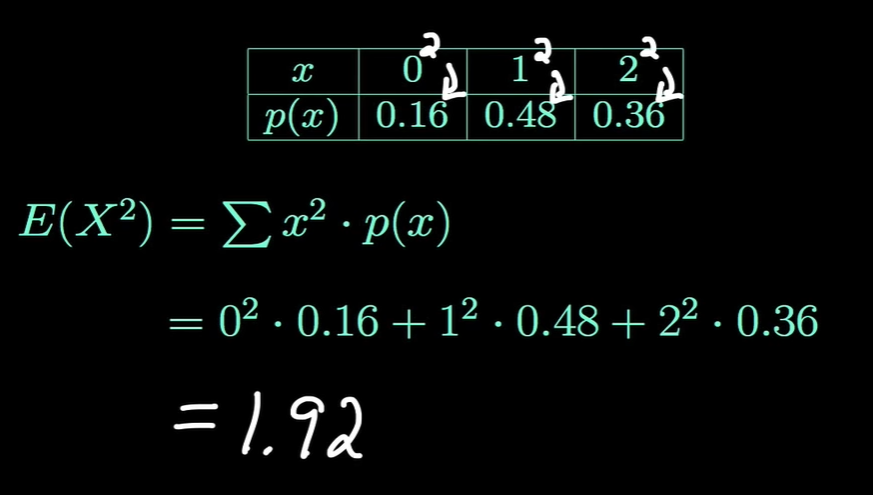 x 0² 1² 2²
p(x) 0.16 0.48 0.36
E(X²) = ∑ x² · p(x)
= 0² · 0.16 + 1² · 0.48 + 2² · 0.36
= 1.92